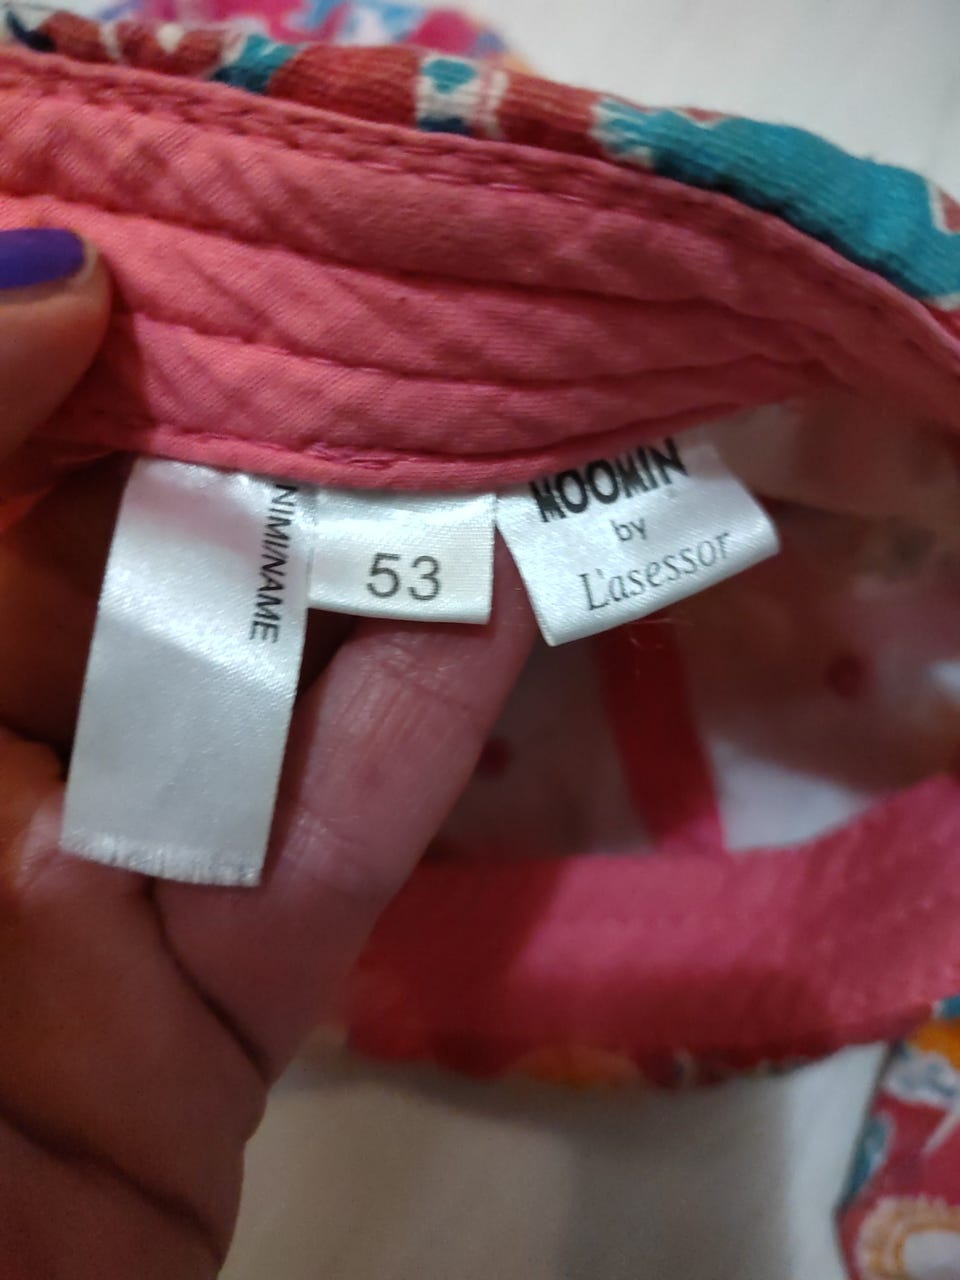 NIMI/NAME
53
MOOMIN
by
L'asessor